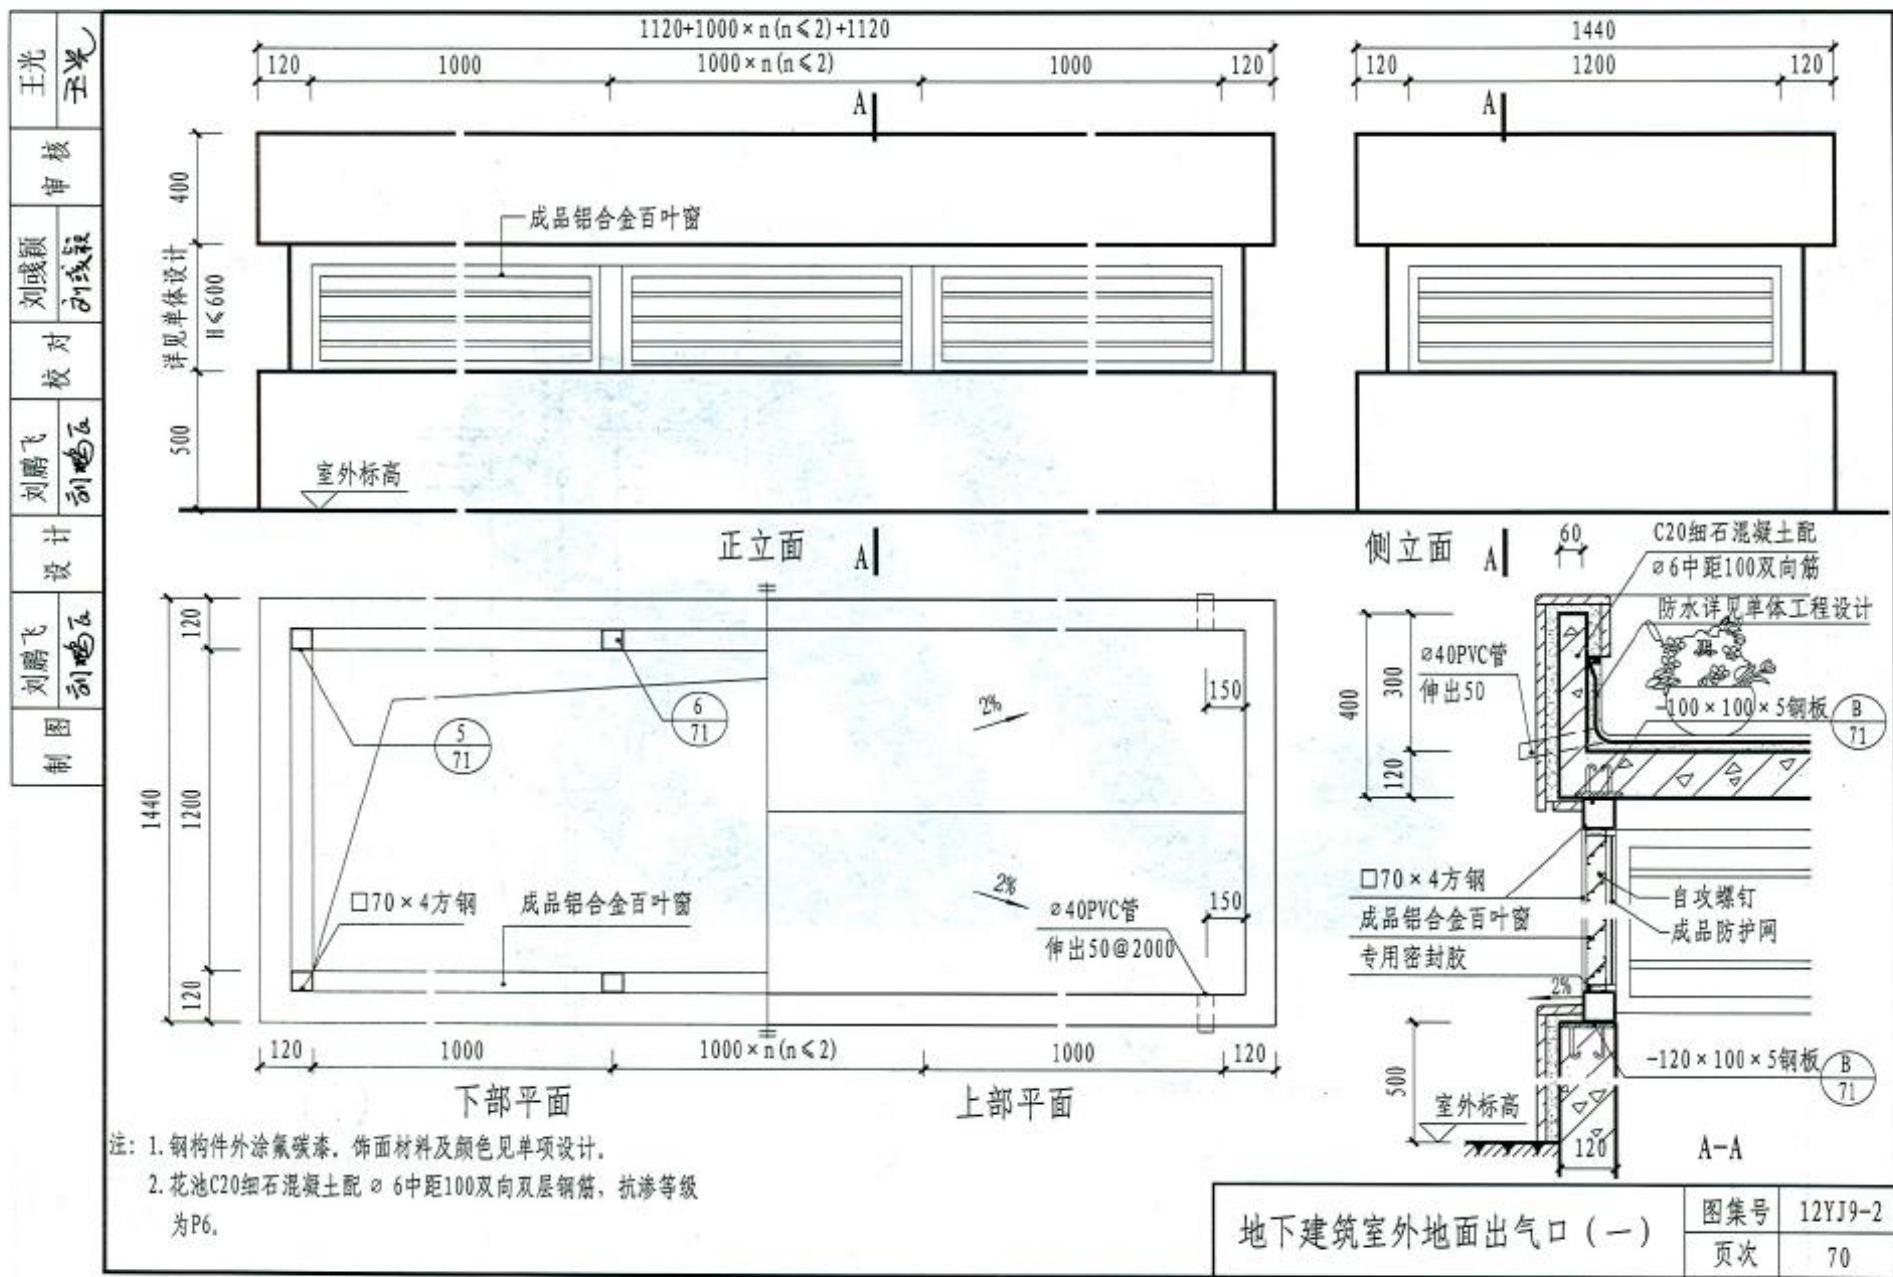 王光
审核
刘彧颖
校对
刘鹏飞
设计
刘鹏飞
制图
1120+1000×n(n≤2)+1120
120
1000
1000×n(n≤2)
1000
120
A
400
详见单体设计
H≤600
500
成品铝合金百叶窗
室外标高
正立面
A
1440
120
1200
120
A
侧立面
A
1440
120
1200
120
5
71
6
71
□70×4方钢
成品铝合金百叶窗
2%
2%
150
150
⌀40PVC管
伸出50@2000
120
1000
1000×n(n≤2)
1000
120
下部平面
上部平面
60
C20细石混凝土配
⌀6中距100双向筋
防水详见单体工程设计
⌀40PVC管
伸出50
400
300
120
-100×100×5钢板
B
71
□70×4方钢
成品铝合金百叶窗
专用密封胶
自攻螺钉
成品防护网
2%
-120×100×5钢板
B
71
500
室外标高
120
A-A
注: 1.钢构件外涂氟碳漆, 饰面材料及颜色见单项设计。
2.花池C20细石混凝土配⌀6中距100双向双层钢筋, 抗渗等级
为P6。
地下建筑室外地面出气口（一）
图集号
12YJ9-2
页次
70